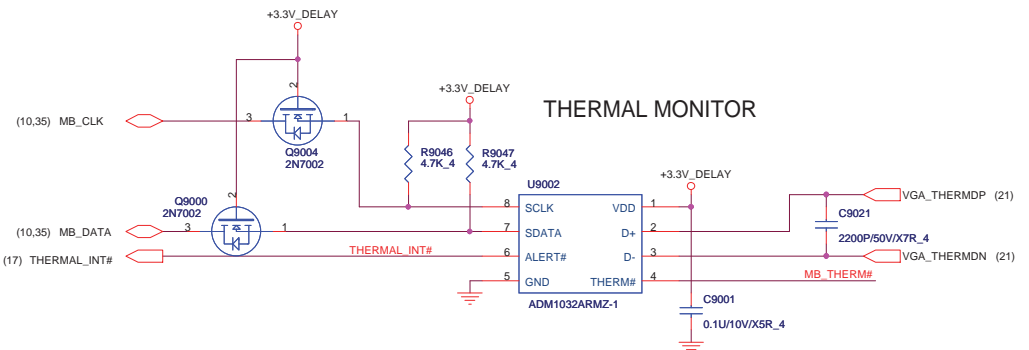 +3.3V_DELAY
+3.3V_DELAY
THERMAL MONITOR
2
(10,35) MB_CLK
3
1
Q9004
2N7002
R9046
4.7K_4
R9047
4.7K_4
+3.3V_DELAY
U9002
Q9000
2N7002
2
8 SCLK VDD 1
VGA_THERMDP (21)
C9021
2200P/50V/X7R_4
(10,35) MB_DATA
3
1
7 SDATA D+ 2
THERMAL_INT#
(17) THERMAL_INT#
6 ALERT# D- 3
VGA_THERMDN (21)
5 GND THERM# 4
MB_THERM#
ADM1032ARMZ-1
C9001
0.1U/10V/X5R_4